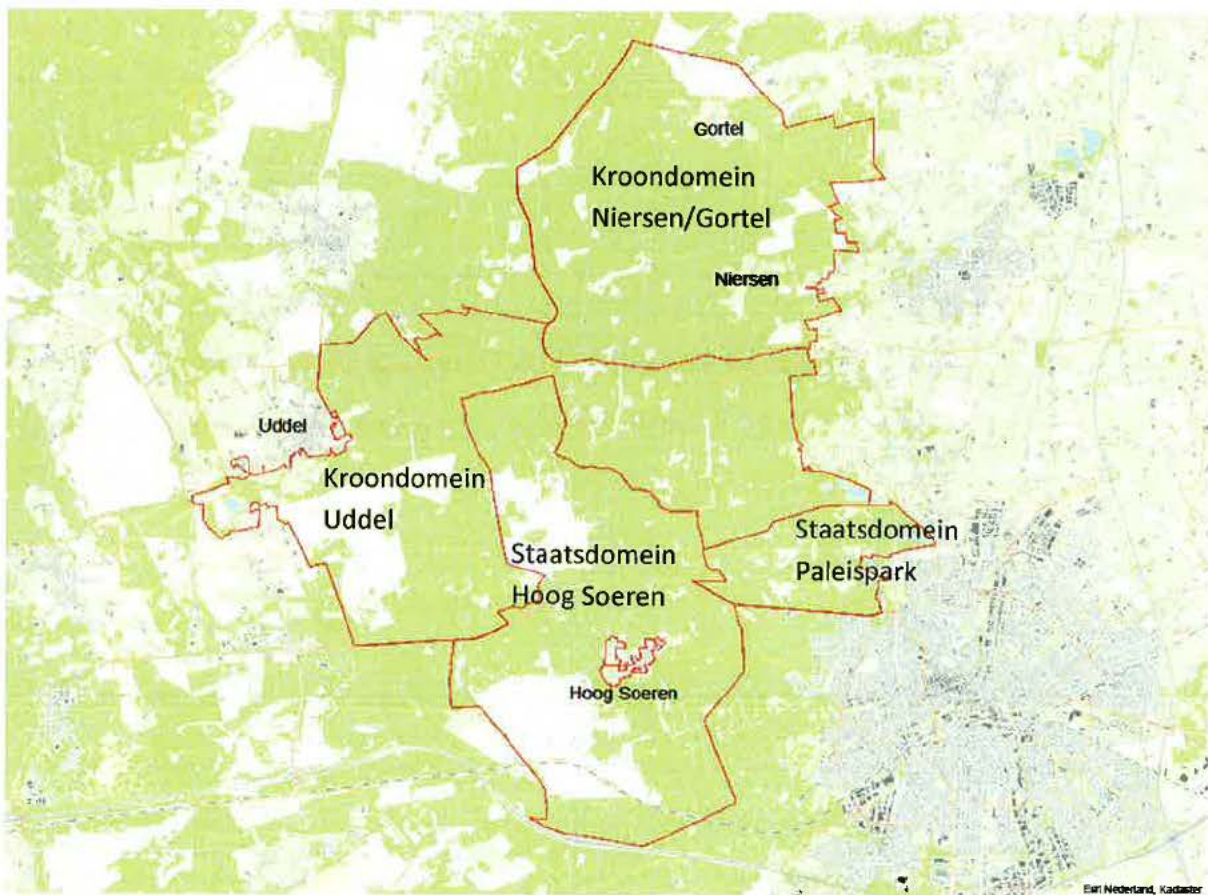 Gortel
Kroondomein
Niersen/Gortel
Niersen
Uddel
Kroondomein
Uddel
Staatsdomein
Hoog Soeren
Staatsdomein
Paleispark
Hoog Soeren
Esri Nederland, Kadaster